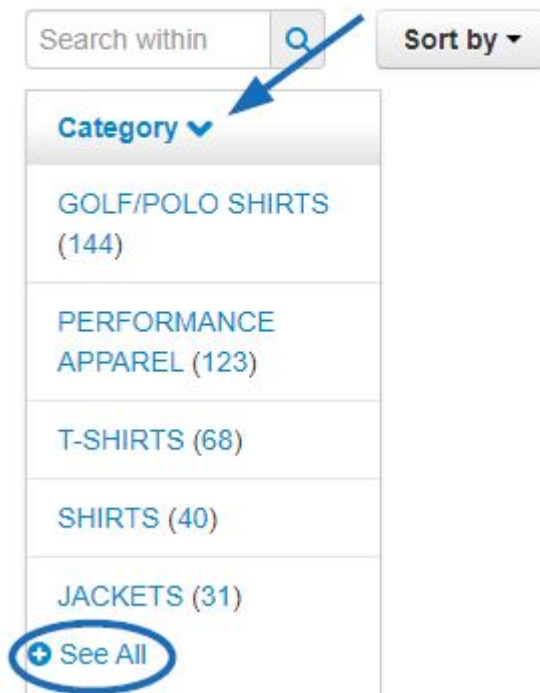 Search within
Sort by
Category
GOLF/POLO SHIRTS
(144)
PERFORMANCE
APPAREL (123)
T-SHIRTS (68)
SHIRTS (40)
JACKETS (31)
See All